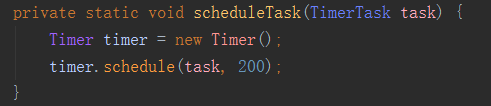 private static void scheduleTask(TimerTask task) {
    Timer timer = new Timer();
    timer.schedule(task, 200);
}